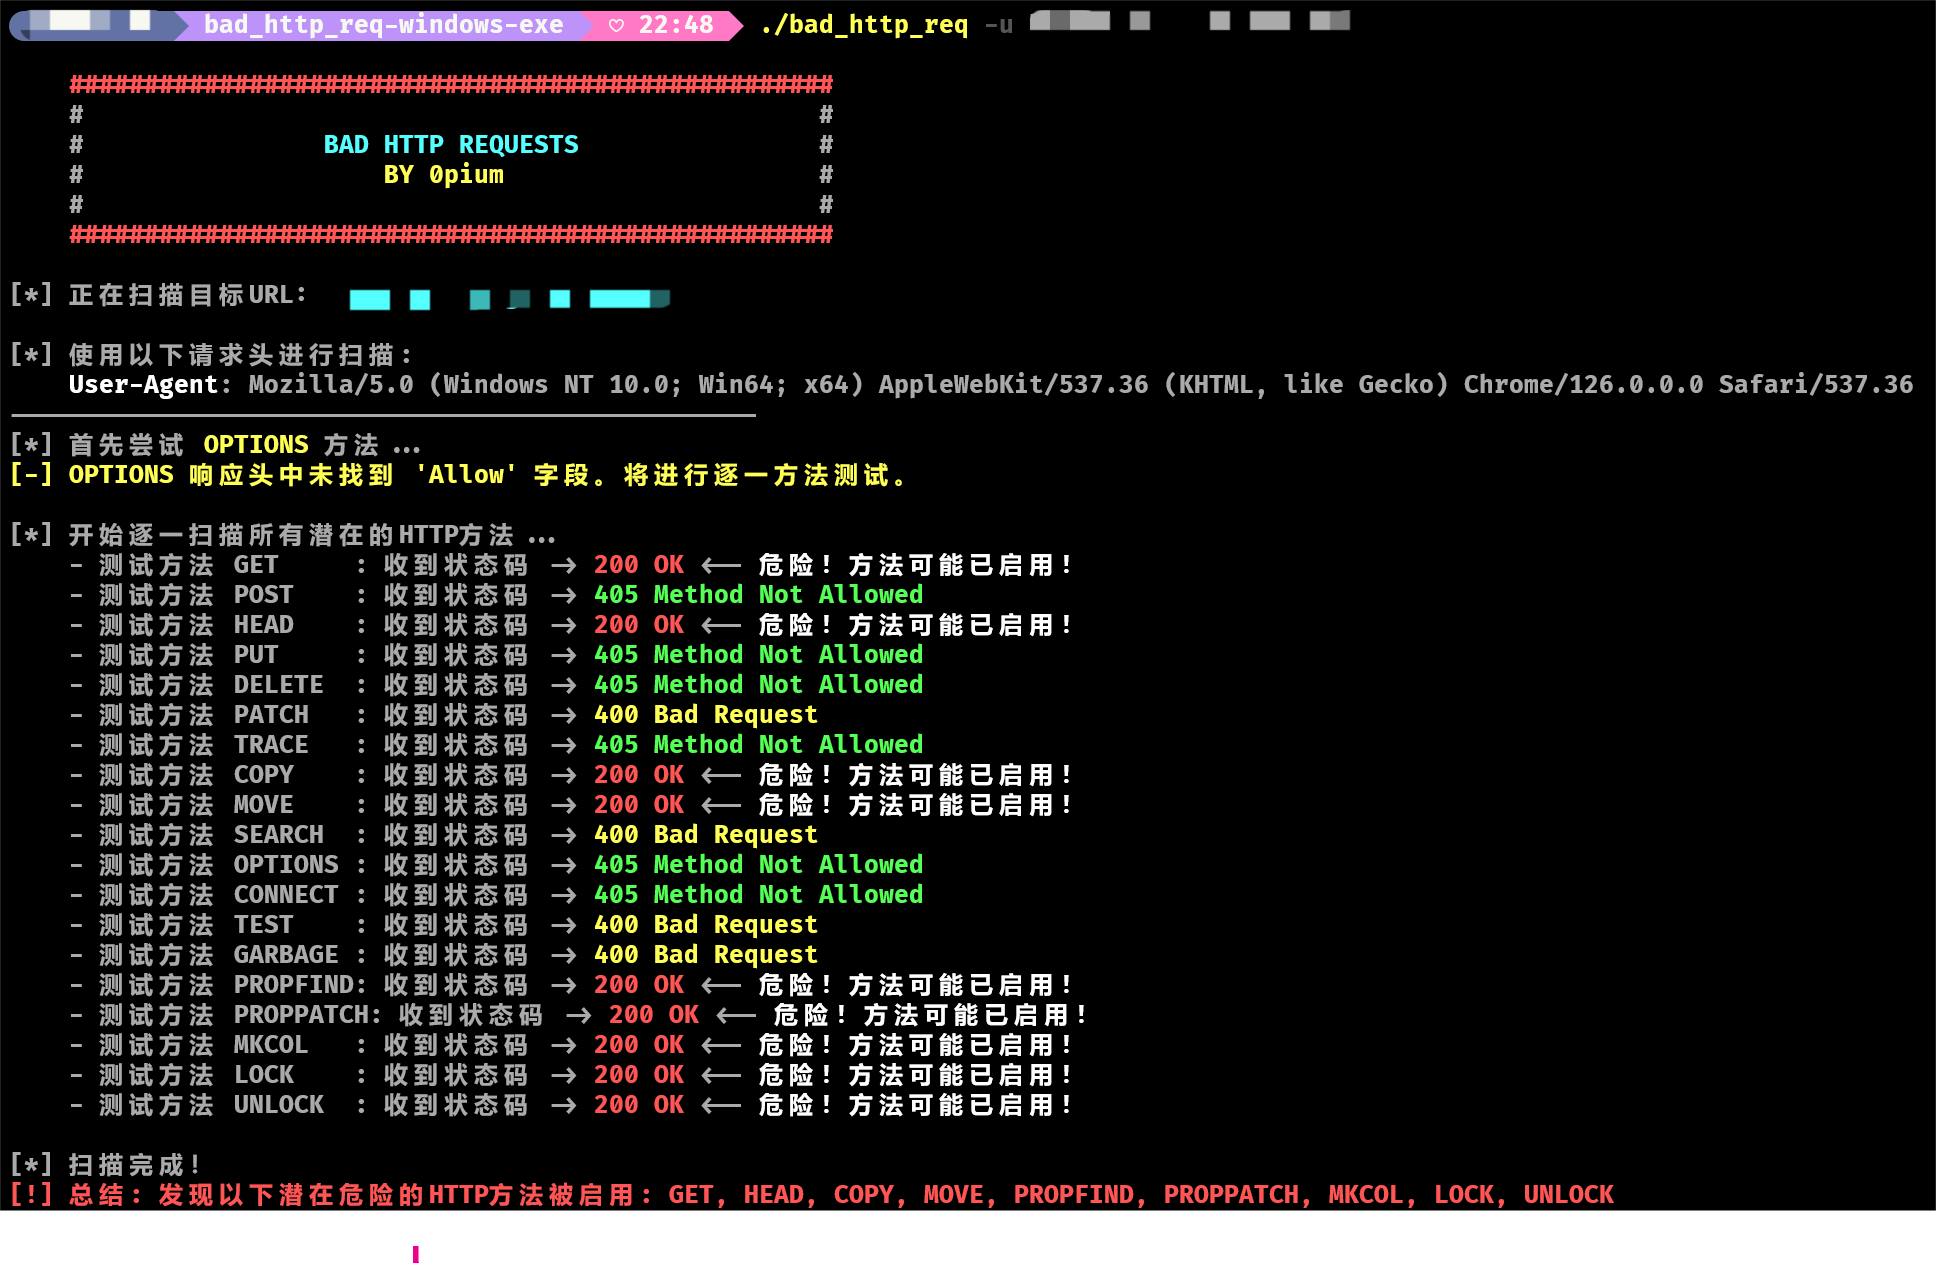 bad_http_req-windows-exe ♡ 22:48 ./bad_http_req -u
###################################################
# #
# BAD HTTP REQUESTS #
# BY 0pium #
# #
###################################################
[*] 正在扫描目标URL:
[*] 使用以下请求头进行扫描:
User-Agent: Mozilla/5.0 (Windows NT 10.0; Win64; x64) AppleWebKit/537.36 (KHTML, like Gecko) Chrome/126.0.0.0 Safari/537.36
[*] 首先尝试 OPTIONS 方法 ...
[-] OPTIONS 响应头中未找到 'Allow' 字段。将进行逐一方法测试。
[*] 开始逐一扫描所有潜在的HTTP方法 ...
- 测试方法 GET : 收到状态码 -> 200 OK <-- 危险! 方法可能已启用!
- 测试方法 POST : 收到状态码 -> 405 Method Not Allowed
- 测试方法 HEAD : 收到状态码 -> 200 OK <-- 危险! 方法可能已启用!
- 测试方法 PUT : 收到状态码 -> 405 Method Not Allowed
- 测试方法 DELETE : 收到状态码 -> 405 Method Not Allowed
- 测试方法 PATCH : 收到状态码 -> 400 Bad Request
- 测试方法 TRACE : 收到状态码 -> 405 Method Not Allowed
- 测试方法 COPY : 收到状态码 -> 200 OK <-- 危险! 方法可能已启用!
- 测试方法 MOVE : 收到状态码 -> 200 OK <-- 危险! 方法可能已启用!
- 测试方法 SEARCH : 收到状态码 -> 400 Bad Request
- 测试方法 OPTIONS : 收到状态码 -> 405 Method Not Allowed
- 测试方法 CONNECT : 收到状态码 -> 405 Method Not Allowed
- 测试方法 TEST : 收到状态码 -> 400 Bad Request
- 测试方法 GARBAGE : 收到状态码 -> 400 Bad Request
- 测试方法 PROPFIND: 收到状态码 -> 200 OK <-- 危险! 方法可能已启用!
- 测试方法 PROPPATCH: 收到状态码 -> 200 OK <-- 危险! 方法可能已启用!
- 测试方法 MKCOL : 收到状态码 -> 200 OK <-- 危险! 方法可能已启用!
- 测试方法 LOCK : 收到状态码 -> 200 OK <-- 危险! 方法可能已启用!
- 测试方法 UNLOCK : 收到状态码 -> 200 OK <-- 危险! 方法可能已启用!
[*] 扫描完成!
[!] 总结: 发现以下潜在危险的HTTP方法被启用: GET, HEAD, COPY, MOVE, PROPFIND, PROPPATCH, MKCOL, LOCK, UNLOCK